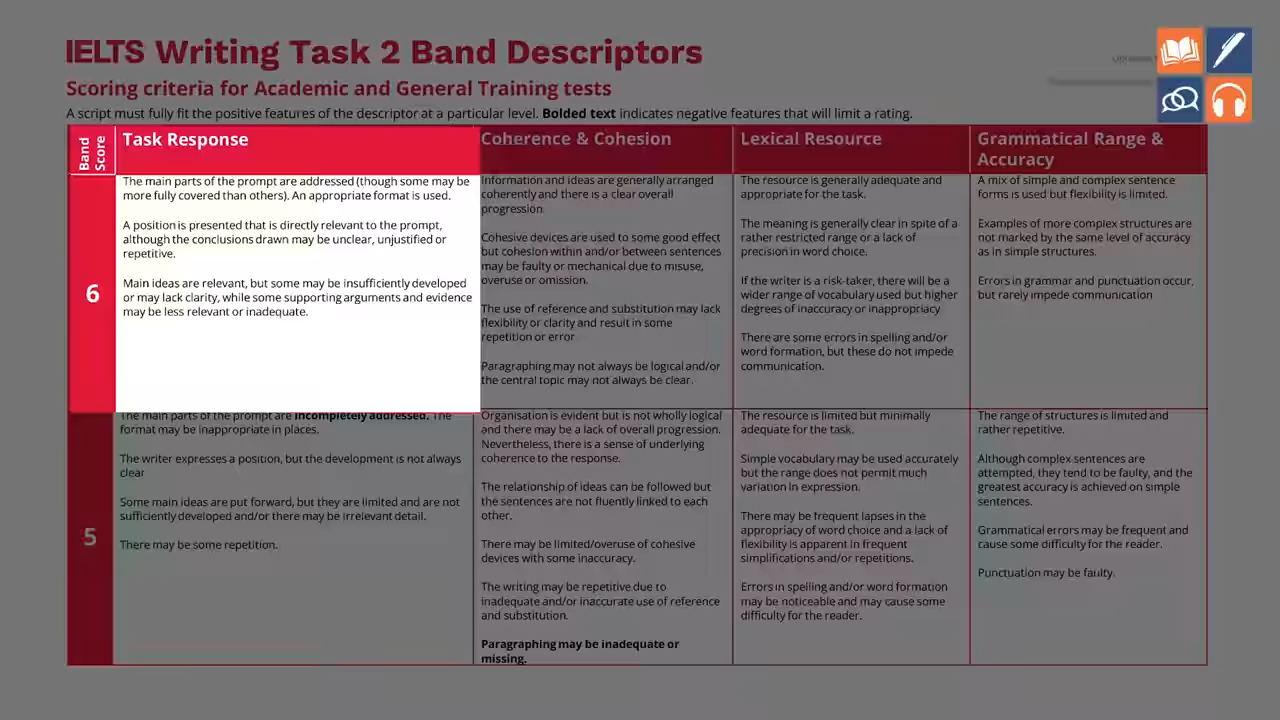 IELTS Writing Task 2 Band Descriptors
Scoring criteria for Academic and General Training tests
A script must fully fit the positive features of the descriptor at a particular level. Bolded text indicates negative features that will limit a rating.
Band Score
Task Response
Coherence & Cohesion
Lexical Resource
Grammatical Range &
Accuracy
6
The main parts of the prompt are addressed (though some may be
more fully covered than others). An appropriate format is used.
A position is presented that is directly relevant to the prompt,
although the conclusions drawn may be unclear, unjustified or
repetitive.
Main ideas are relevant, but some may be insufficiently developed
or may lack clarity, while some supporting arguments and evidence
may be less relevant or inadequate.
Information and ideas are generally arranged
coherently and there is a clear overall
progression.
Cohesive devices are used to some good effect
but cohesion within and/or between sentences
may be faulty or mechanical due to misuse,
overuse or omission.
The use of reference and substitution may lack
flexibility or clarity and result in some
repetition or error
Paragraphing may not always be logical and/or
the central topic may not always be clear.
The resource is generally adequate and
appropriate for the task.
The meaning is generally clear in spite of a
rather restricted range or a lack of
precision in word choice.
If the writer is a risk-taker, there will be a
wider range of vocabulary used but higher
degrees of inaccuracy or inappropriacy
There are some errors in spelling and/or
word formation, but these do not impede
communication.
A mix of simple and complex sentence
forms is used but flexibility is limited.
Examples of more complex structures are
not marked by the same level of accuracy
as in simple structures.
Errors in grammar and punctuation occur,
but rarely impede communication
5
The main parts of the prompt are incompletely addressed. The
format may be inappropriate in places.
The writer expresses a position, but the development is not always
clear
Some main ideas are put forward, but they are limited and are not
sufficiently developed and/or there may be irrelevant detail.
There may be some repetition.
Organisation is evident but is not wholly logical
and there may be a lack of overall progression.
Nevertheless, there is a sense of underlying
coherence to the response.
The relationship of ideas can be followed but
the sentences are not fluently linked to each
other.
There may be limited/overuse of cohesive
devices with some inaccuracy.
The writing may be repetitive due to
inadequate and/or inaccurate use of reference
and substitution.
Paragraphing may be inadequate or
missing.
The resource is limited but minimally
adequate for the task.
Simple vocabulary may be used accurately
but the range does not permit much
variation in expression.
There may be frequent lapses in the
appropriacy of word choice and a lack of
flexibility is apparent in frequent
simplifications and/or repetitions.
Errors in spelling and/or word formation
may be noticeable and may cause some
difficulty for the reader.
The range of structures is limited and
rather repetitive.
Although complex sentences are
attempted, they tend to be faulty, and the
greatest accuracy is achieved on simple
sentences.
Grammatical errors may be frequent and
cause some difficulty for the reader.
Punctuation may be faulty.